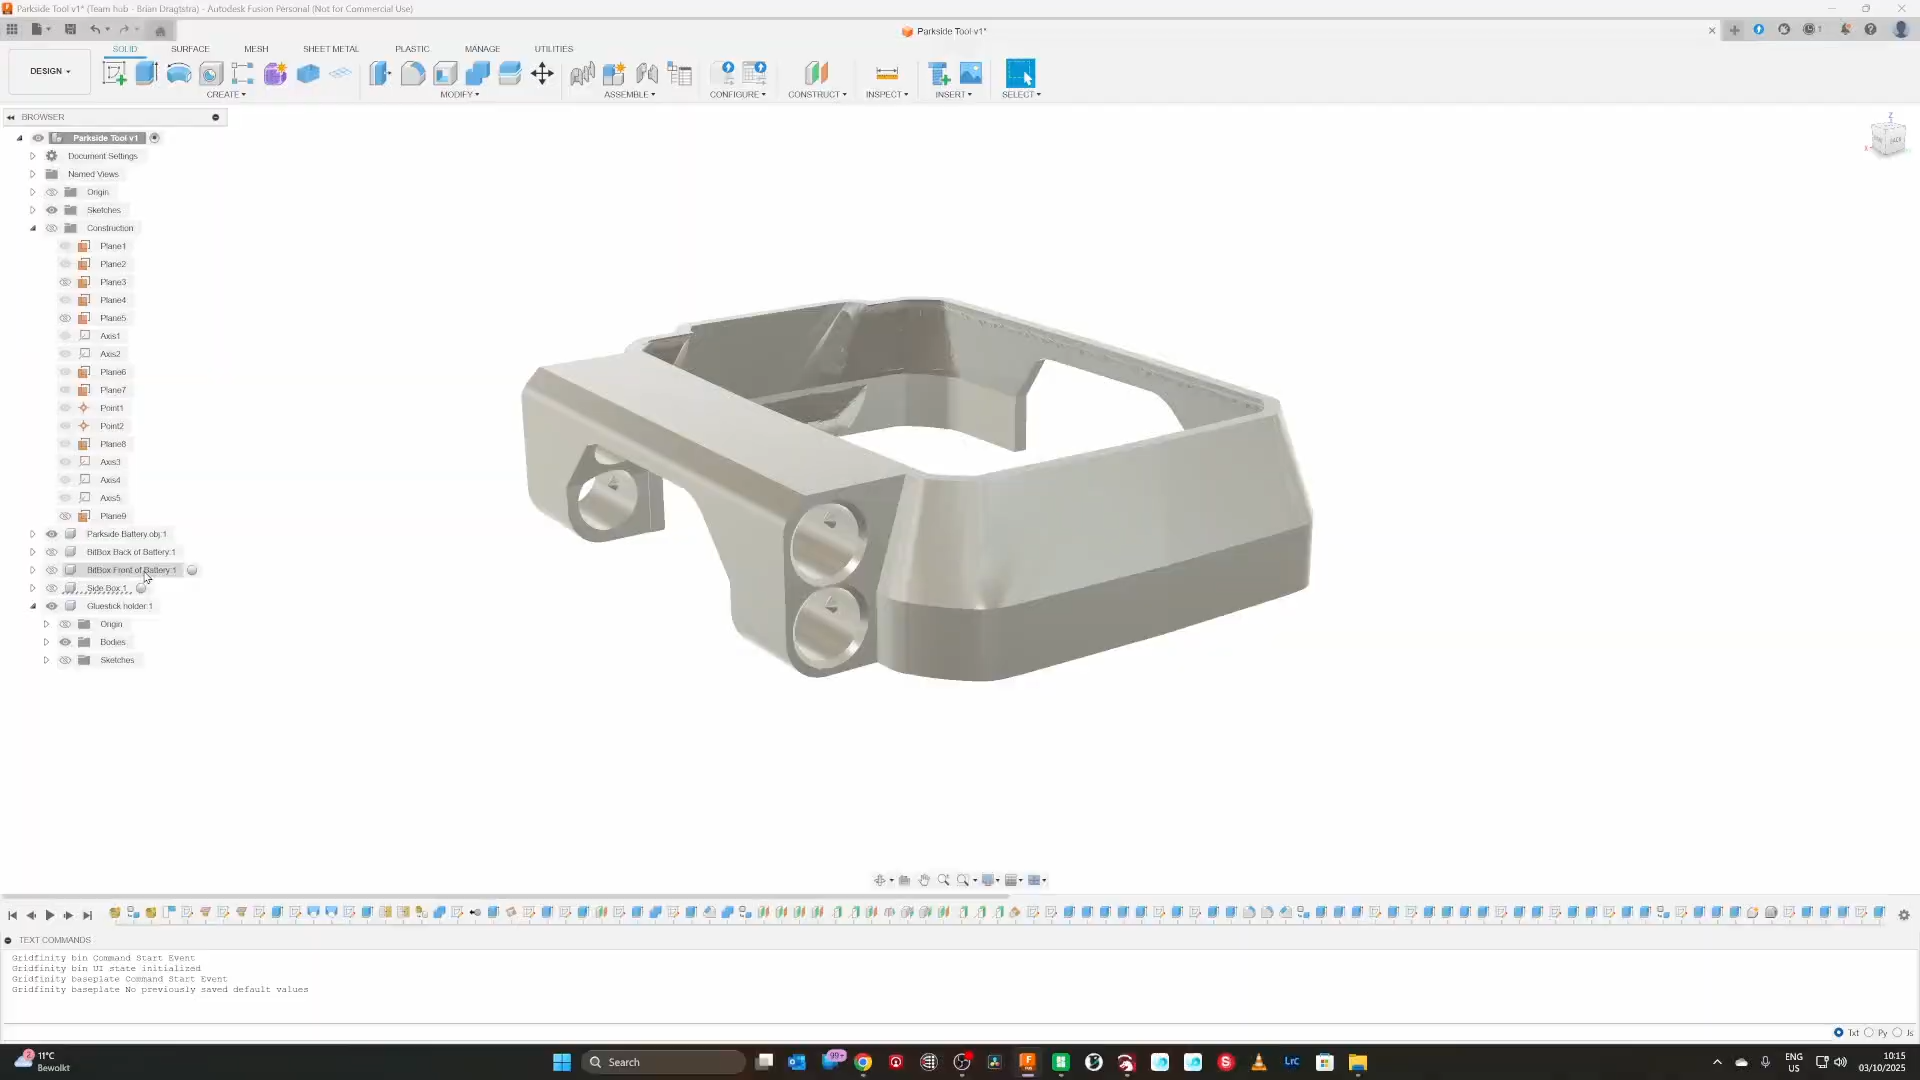 Parkside Tool v1* (Team hub - Brian Dragtstra) - Autodesk Fusion Personal (Not for Commercial Use)
Parkside Tool v1*
1
SOLID SURFACE MESH SHEET METAL PLASTIC MANAGE UTILITIES
DESIGN
CREATE MODIFY ASSEMBLE CONFIGURE CONSTRUCT INSPECT INSERT SELECT
BROWSER
Parkside Tool v1
Document Settings
Named Views
Origin
Sketches
Construction
Plane1
Plane2
Plane3
Plane4
Plane5
Axis1
Axis2
Plane6
Plane7
Point1
Point2
Plane8
Axis3
Axis4
Axis5
Plane9
Parkside Battery.obj:1
BitBox Back of Battery:1
BitBox Front of Battery:1
Side Box:1
Gluestick holder:1
Origin
Bodies
Sketches
Z
X
BACK
TEXT COMMANDS
Gridfinity bin Command Start Event
Gridfinity bin UI state initialized
Gridfinity baseplate Command Start Event
Gridfinity baseplate No previously saved default values
Txt Py Js
11°C
Bewolkt
Search
99+
LrC
ENG
US
10:15
03/10/2025